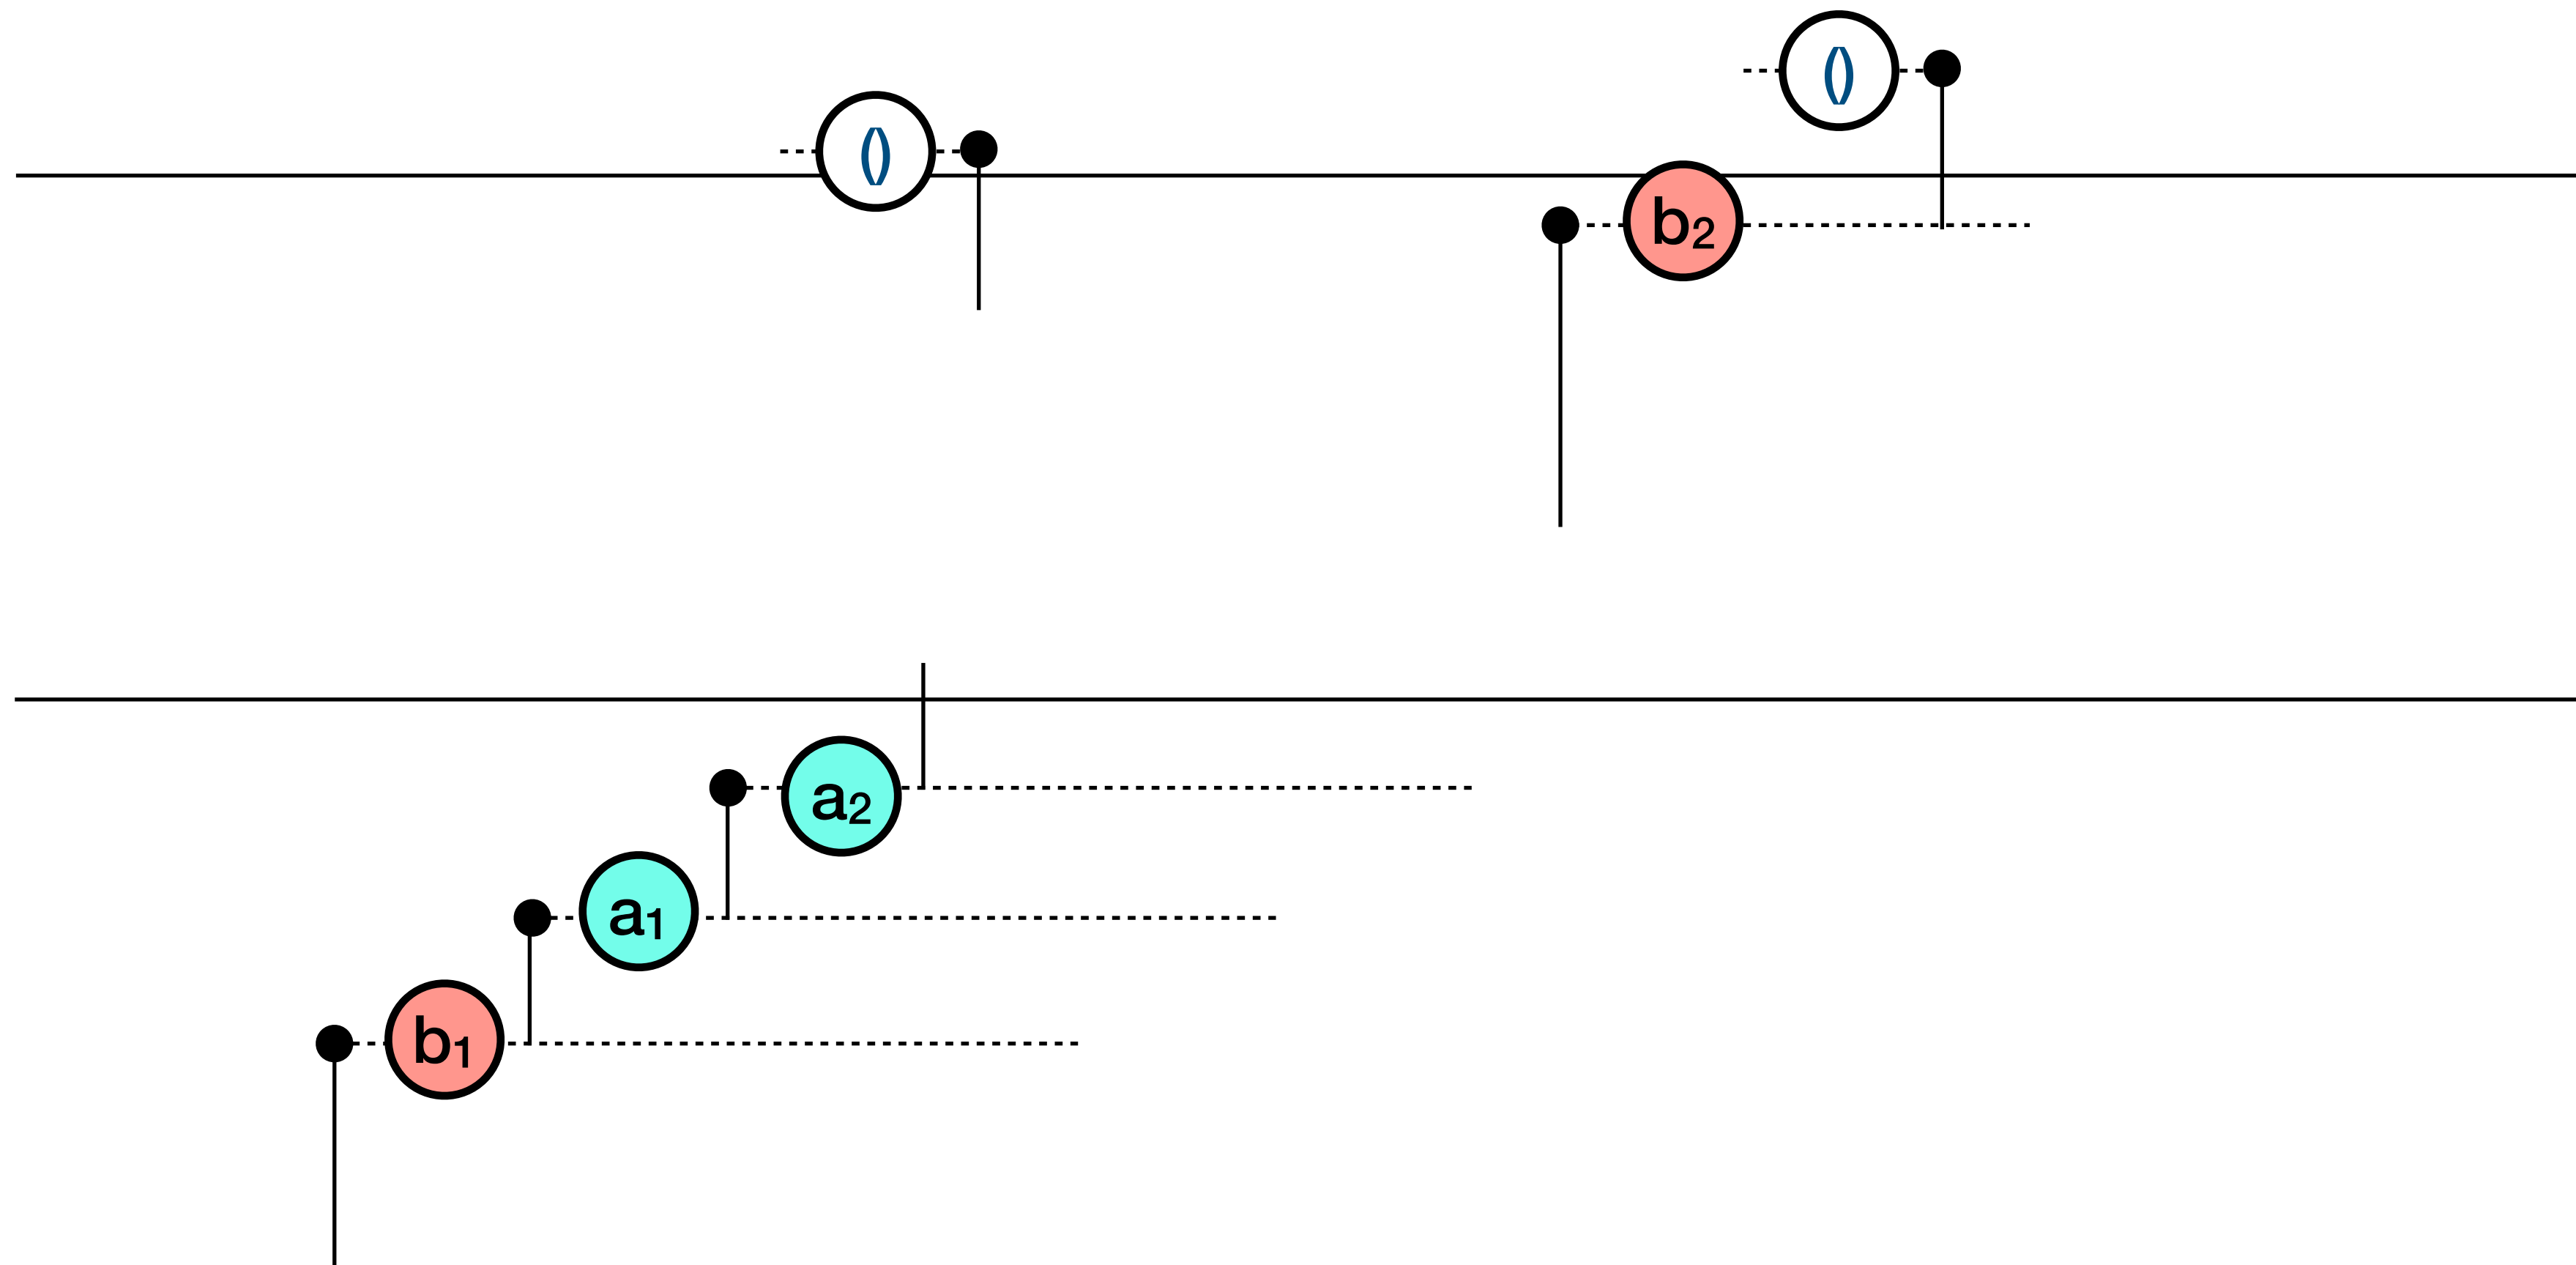 ()
()
b₂
a₂
a₁
b₁